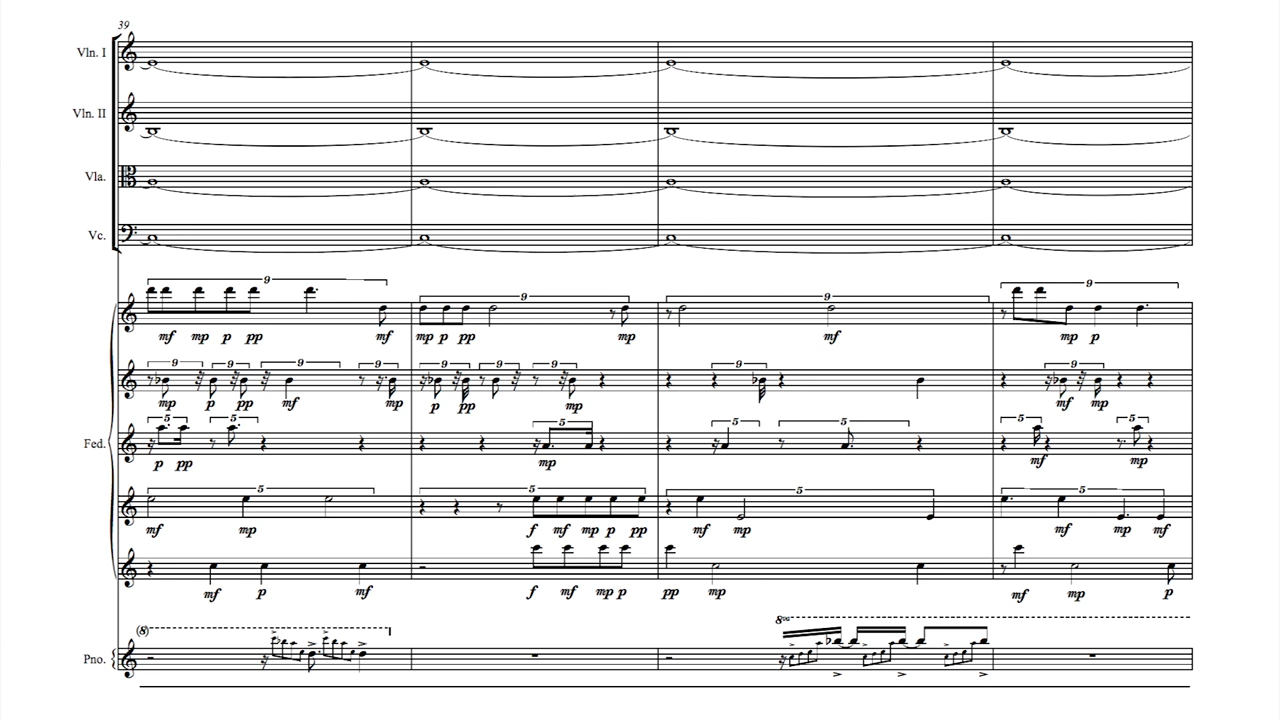 39
Vln. I
Vln. II
Vla.
Vc.
9 9 9 9
mf mp p pp mf mp p pp mp mf mp p
9 9 9 9 9 9 9 9
mp p pp mf mp p pp mp mf mp
5 5 5 5 5 5 5
Fed.
p pp mp mf mp
5 5 5 5
mf mp f mf mp p pp mf mp mf mp mf
mf p mf f mf mp p pp mp mf mp p
(8) 8va
Pno.